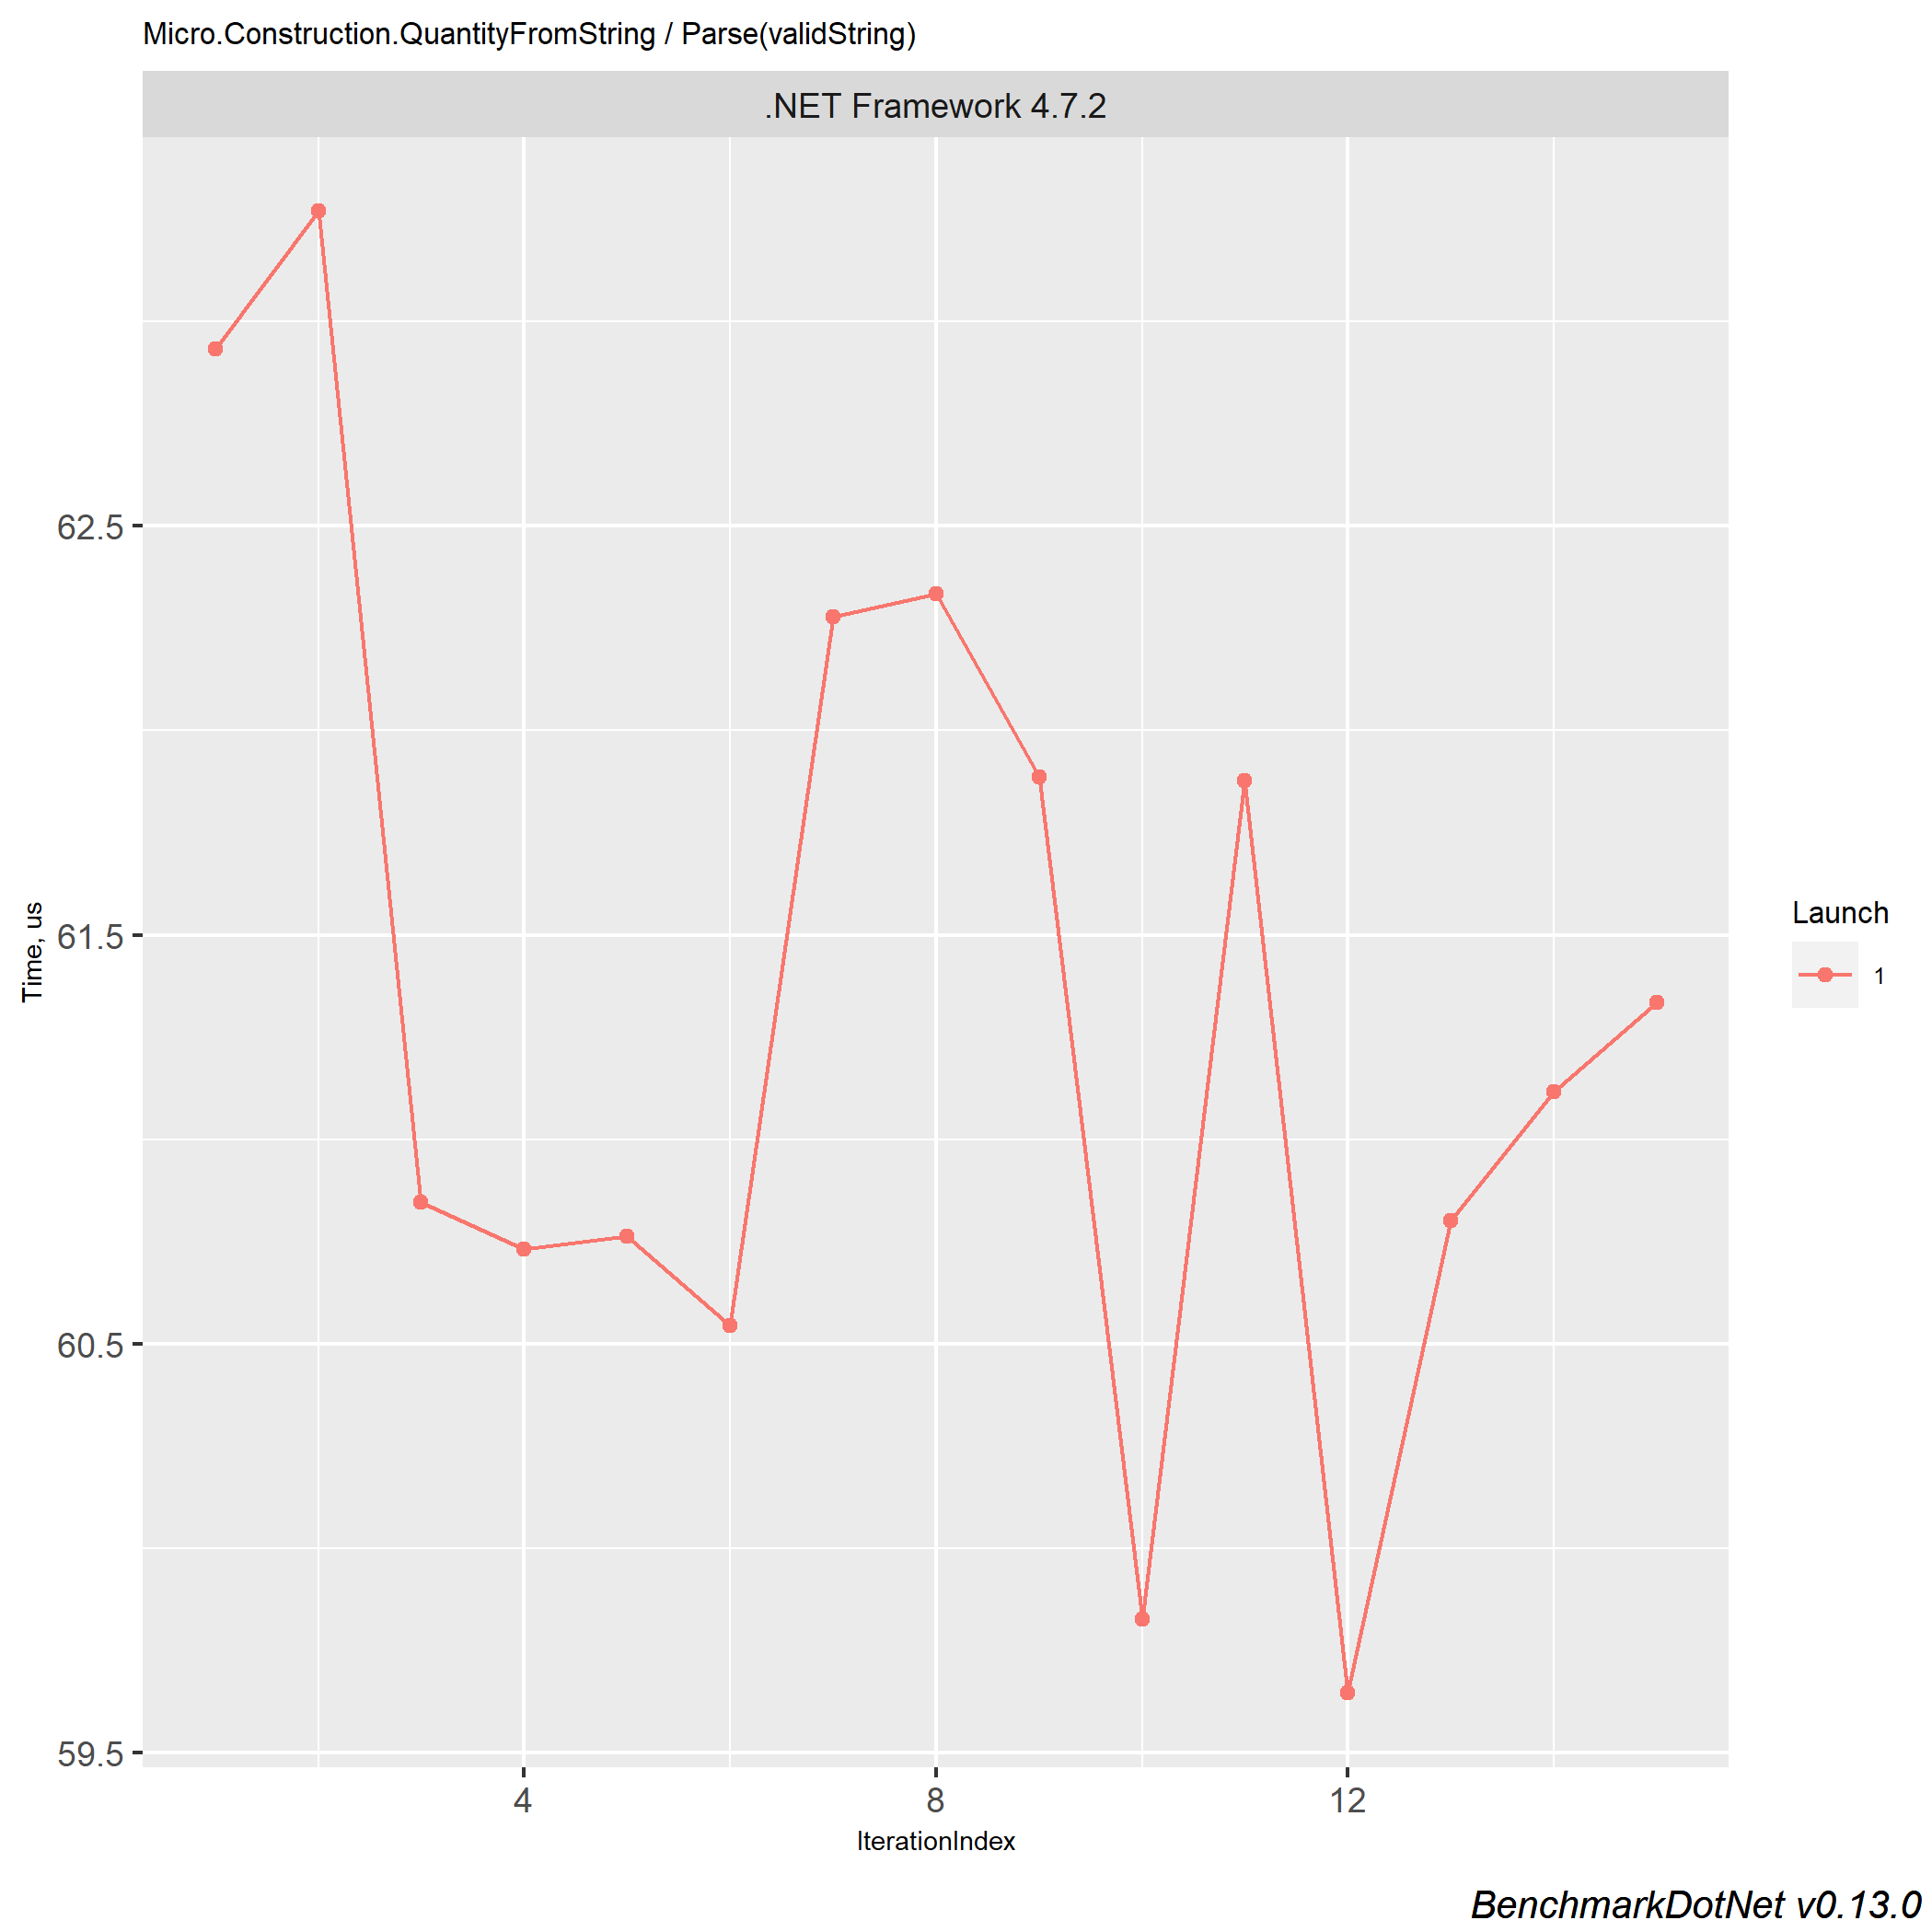 Micro.Construction.QuantityFromString / Parse(validString)
.NET Framework 4.7.2
62.5
61.5
60.5
59.5
Time, us
4 8 12
IterationIndex
Launch
1
BenchmarkDotNet v0.13.0